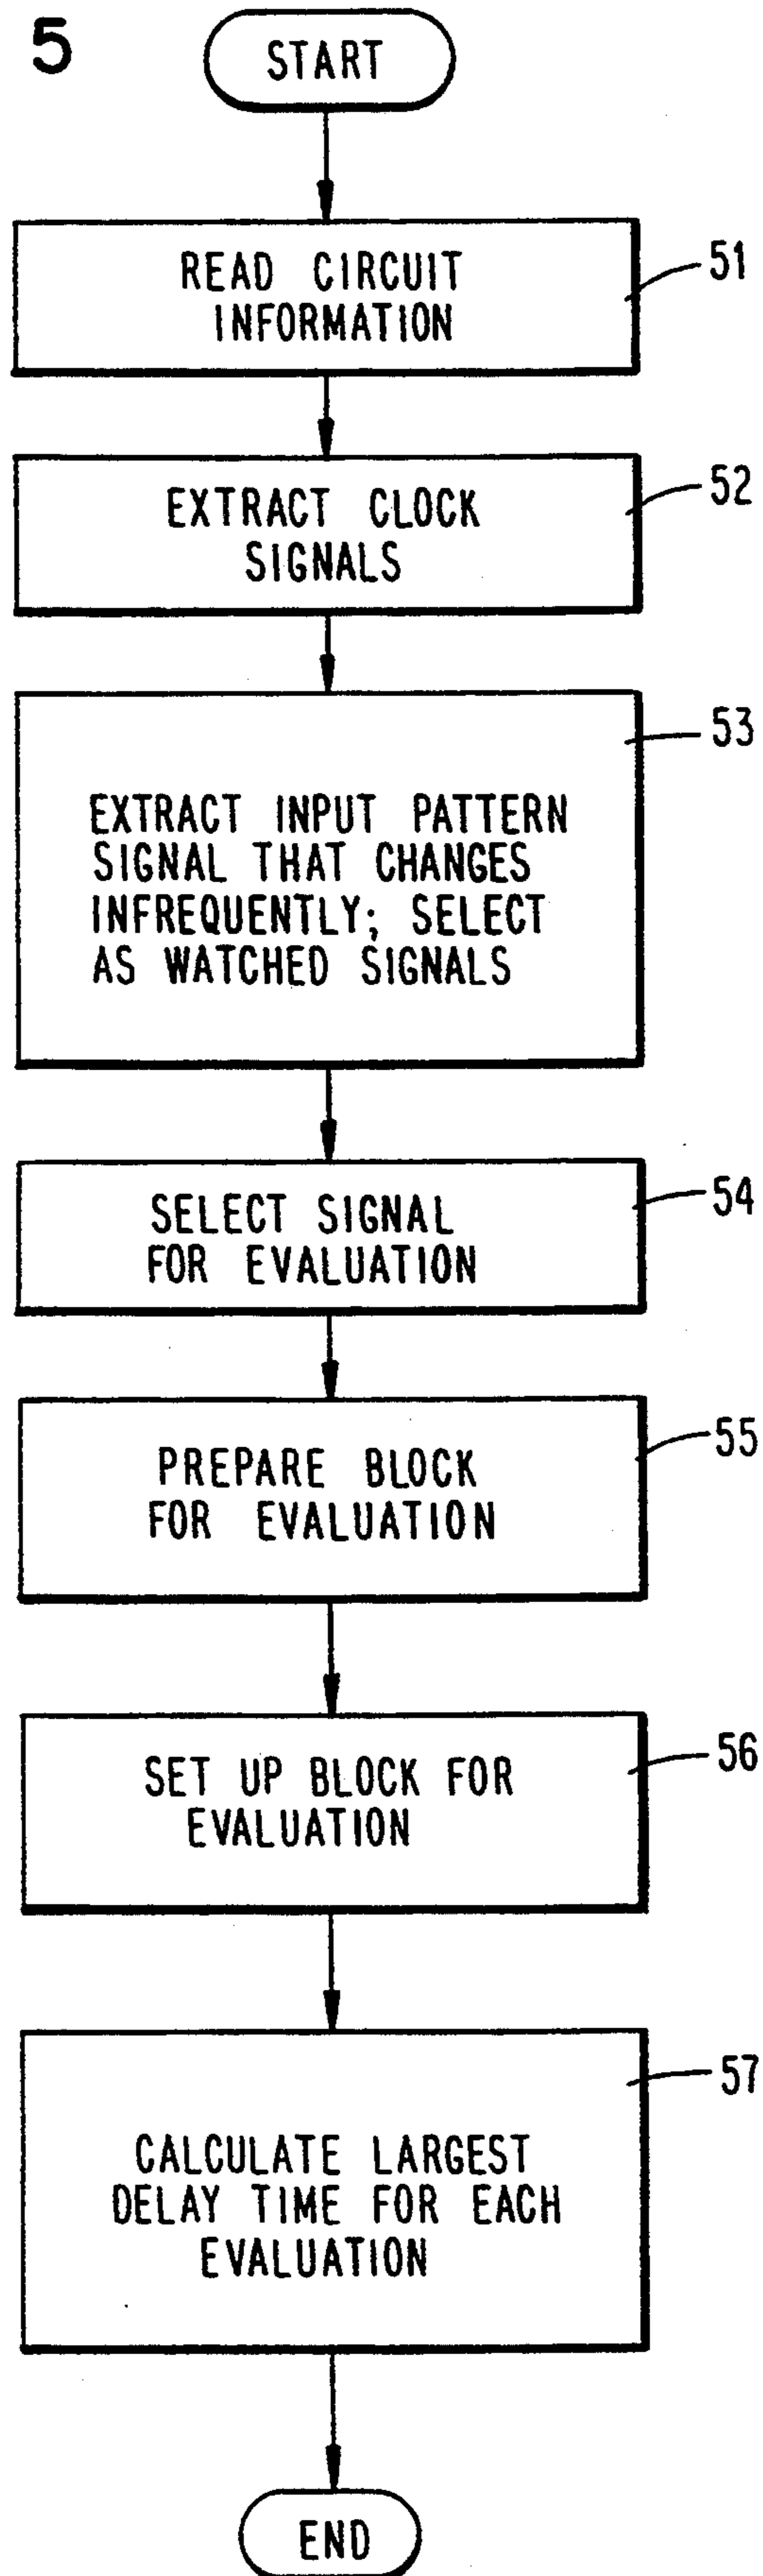 5
START
READ CIRCUIT
INFORMATION
51
EXTRACT CLOCK
SIGNALS
52
53
EXTRACT INPUT PATTERN
SIGNAL THAT CHANGES
INFREQUENTLY; SELECT
AS WATCHED SIGNALS
54
SELECT SIGNAL
FOR EVALUATION
55
PREPARE BLOCK
FOR EVALUATION
56
SET UP BLOCK FOR
EVALUATION
57
CALCULATE LARGEST
DELAY TIME FOR EACH
EVALUATION
END